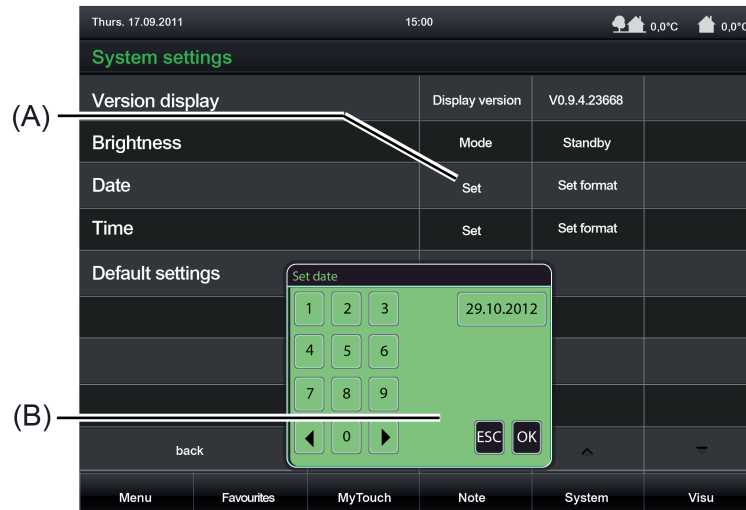 Thurs. 17.09.2011 15:00 0,0°C 0,0°C
System settings
(A)
Version display Display version V0.9.4.23668
Brightness Mode Standby
Date Set Set format
Time Set Set format
Default settings
Set date
1 2 3 29.10.2012
4 5 6
7 8 9
(B)
0 ESC OK
back
Menu Favourites MyTouch Note System Visu